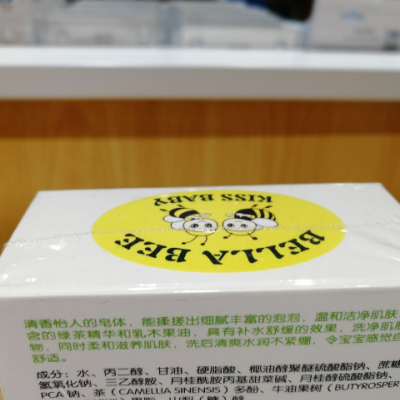 BELLA BEE
KISS BABY
清香怡人的皂体，能揉搓出细腻丰富的泡泡，温和洁净肌肤
含的绿茶精华和乳木果油，具有补水舒缓的效果，洗净肌肤
物，同时柔和滋养肌肤，洗后清爽水润不紧绷，令宝宝感觉自
舒适。
成分：水、丙二醇、甘油、硬脂酸、椰油醇聚醚硫酸酯钠、蔗糖
氢氧化钠、三乙醇胺、月桂酰胺丙基甜菜碱、月桂醇硫酸酯钠、
PCA 钠、茶（CAMELLIA SINENSIS）多酚、牛油果树（BUTYROSPER